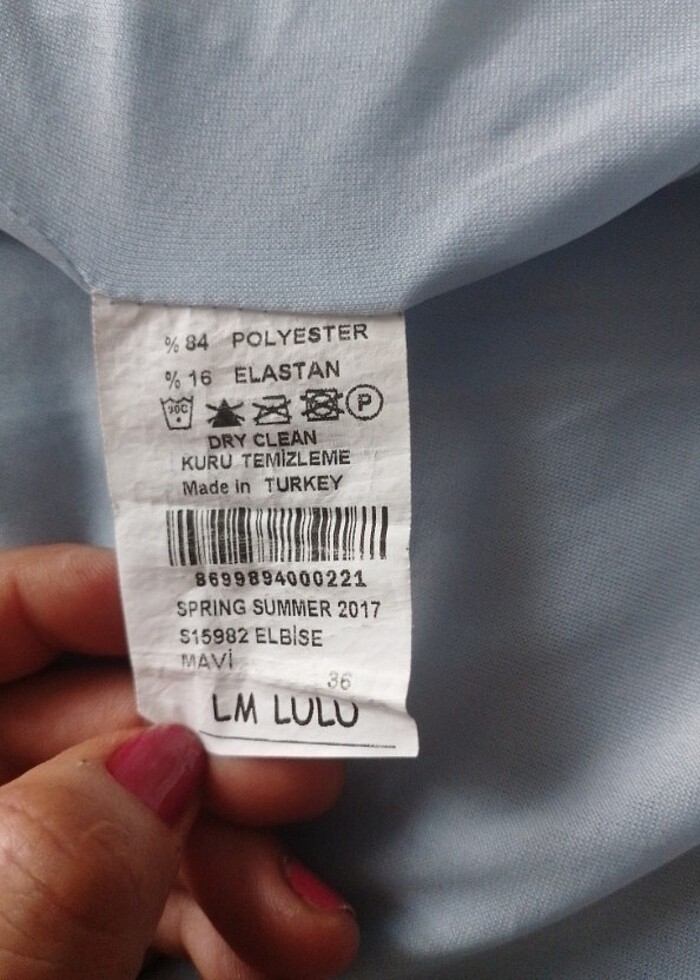 %84 POLYESTER
%16 ELASTAN
30C P
DRY CLEAN
KURU TEMİZLEME
Made in TURKEY
8699894000221
SPRING SUMMER 2017
S15982 ELBİSE
MAVİ
36
LM LULU